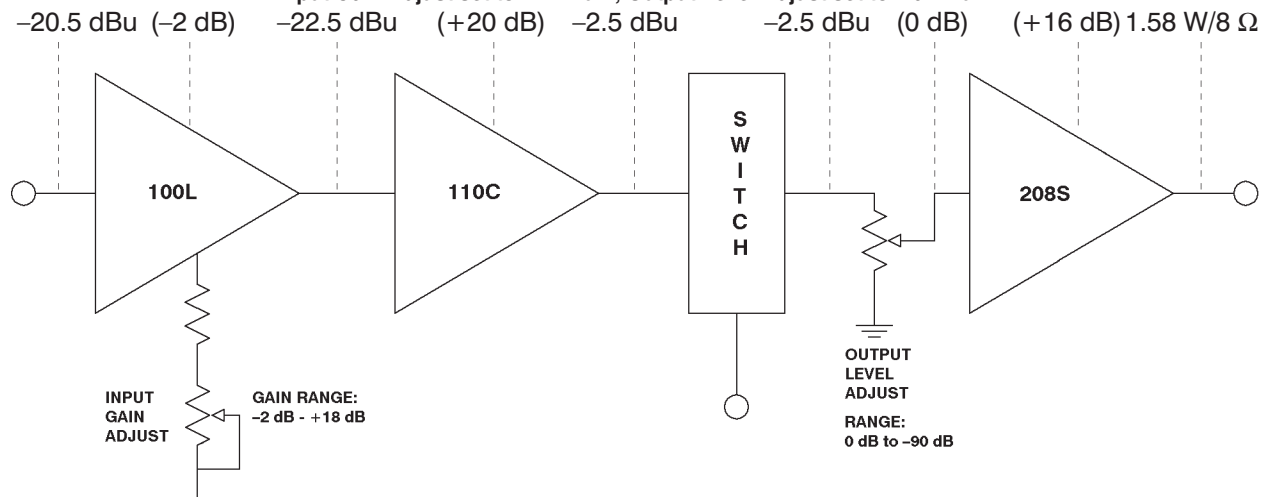 −20.5 dBu (−2 dB) −22.5 dBu (+20 dB) −2.5 dBu −2.5 dBu (0 dB) (+16 dB) 1.58 W/8 Ω
100L
110C
S
W
I
T
C
H
208S
INPUT
GAIN
ADJUST
GAIN RANGE:
−2 dB - +18 dB
OUTPUT
LEVEL
ADJUST
RANGE:
0 dB to −90 dB